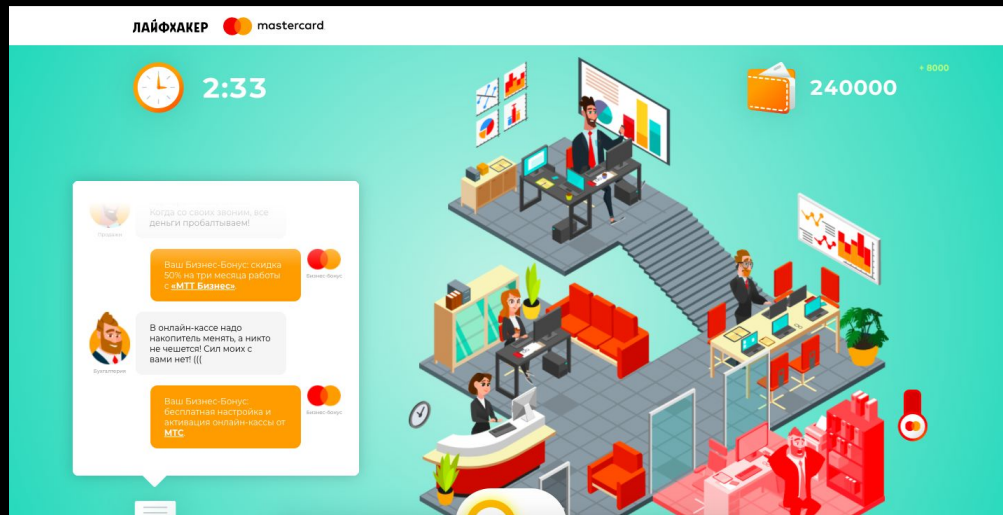 ЛАЙФХАКЕР mastercard
2:33
+ 8000
240000
Когда со своих звоним, все
деньги пробалтываем!
Продажник
Ваш Бизнес-Бонус: скидка
50% на три месяца работы
с «МТТ Бизнес».
Бизнес-бонус
В онлайн-кассе надо
накопитель менять, а никто
не чешется! Сил моих с
вами нет! (((
Бухгалтерия
Ваш Бизнес-Бонус:
бесплатная настройка и
активация онлайн-кассы от
МТС.
Бизнес-бонус